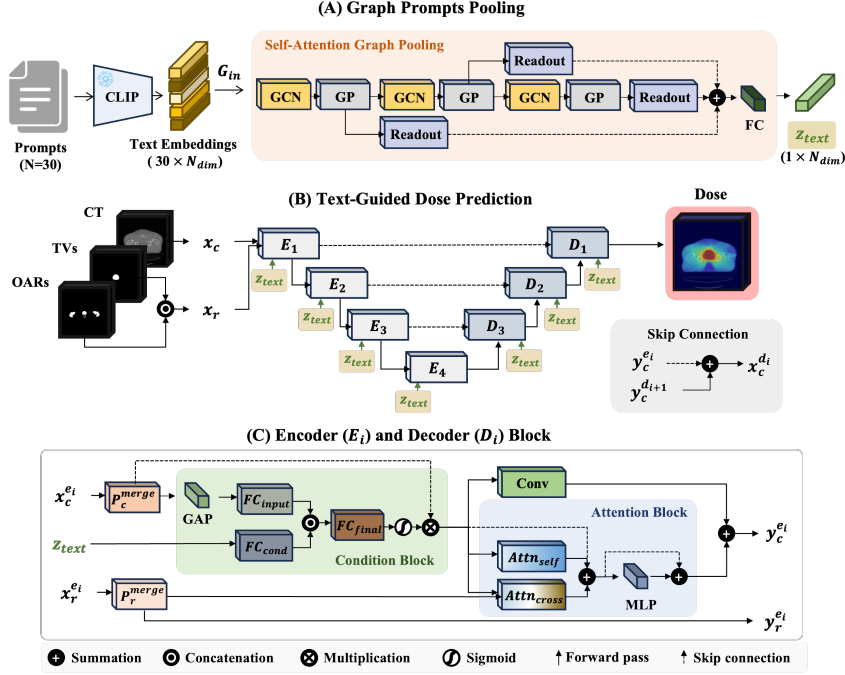 (A) Graph Prompts Pooling
Self-Attention Graph Pooling
Prompts
(N=30)
CLIP
Text Embeddings
( 30 × N_dim)
G_in
GCN
GP
GCN
GP
GCN
GP
Readout
Readout
Readout
FC
z_text
(1 × N_dim)
(B) Text-Guided Dose Prediction
CT
TVs
OARs
x_c
x_r
E_1
z_text
E_2
z_text
E_3
z_text
E_4
z_text
D_3
z_text
D_2
z_text
D_1
z_text
Dose
Skip Connection
y_c^{e_i}
y_c^{d_{i+1}}
x_c^{d_i}
(C) Encoder (E_i) and Decoder (D_i) Block
x_c^{e_i}
P_c^{merge}
GAP
FC_input
z_text
FC_cond
FC_final
Condition Block
Conv
Attention Block
Attn_self
Attn_cross
MLP
y_c^{e_i}
x_r^{e_i}
P_r^{merge}
y_r^{e_i}
Summation
Concatenation
Multiplication
Sigmoid
Forward pass
Skip connection